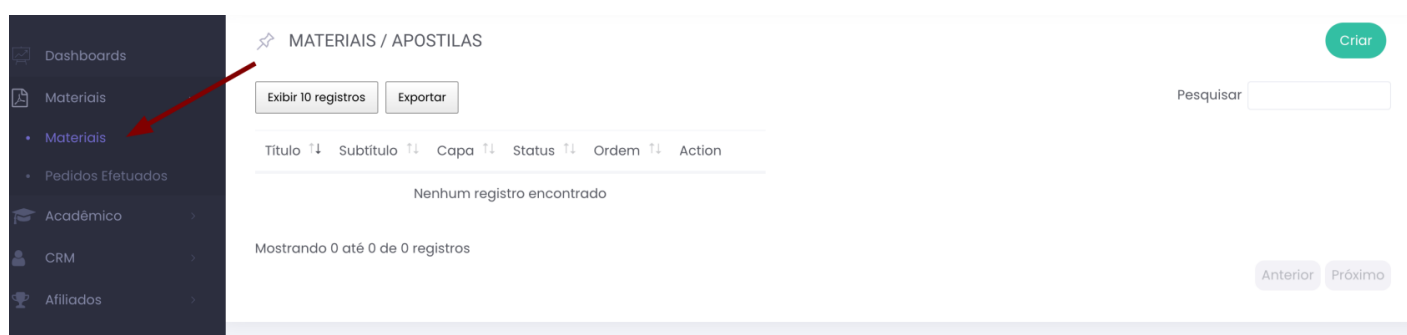 Dashboards
Materiais
Materiais
Pedidos Efetuados
Acadêmico
CRM
Afiliados
MATERIAIS / APOSTILAS
Criar
Exibir 10 registros
Exportar
Pesquisar
Título Subtítulo Capa Status Ordem Action
Nenhum registro encontrado
Mostrando 0 até 0 de 0 registros
Anterior Próximo